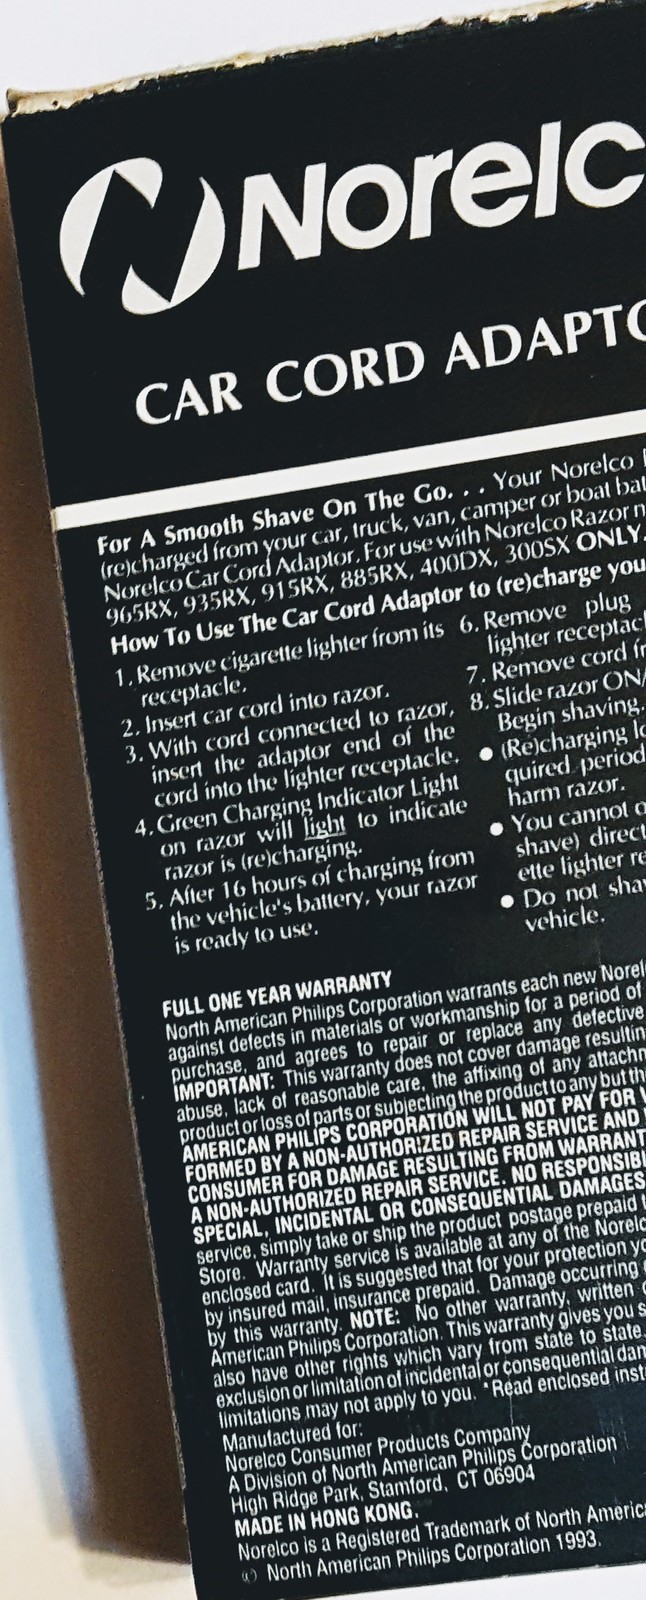 Norelc
CAR CORD ADAPTO
For A Smooth Shave On The Go. . . Your Norelco
(re)charged from your car, truck, van, camper or boat bat
Norelco Car Cord Adaptor. For use with Norelco Razor n
965RX, 935RX, 915RX, 885RX, 400DX, 300SX ONLY.
How To Use The Car Cord Adaptor to (re)charge you
1. Remove cigarette lighter from its
receptacle.
2. Insert car cord into razor.
3. With cord connected to razor,
insert the adaptor end of the
cord into the lighter receptacle.
4. Green Charging Indicator Light
on razor will light to indicate
razor is (re)charging.
5. After 16 hours of charging from
the vehicle's battery, your razor
is ready to use.
6. Remove plug
lighter receptacl
7. Remove cord fr
8. Slide razor ON/
Begin shaving.
● (Re)charging lo
quired period
harm razor.
● You cannot o
shave) direct
ette lighter re
● Do not shav
vehicle.
FULL ONE YEAR WARRANTY
North American Philips Corporation warrants each new Norel
against defects in materials or workmanship for a period of
purchase, and agrees to repair or replace any defective
IMPORTANT: This warranty does not cover damage resultin
abuse, lack of reasonable care, the affixing of any attachm
product or loss of parts or subjecting the product to any but th
AMERICAN PHILIPS CORPORATION WILL NOT PAY FOR
FORMED BY A NON-AUTHORIZED REPAIR SERVICE AND
CONSUMER FOR DAMAGE RESULTING FROM WARRANT
A NON-AUTHORIZED REPAIR SERVICE. NO RESPONSIBI
SPECIAL, INCIDENTAL OR CONSEQUENTIAL DAMAGES
service, simply take or ship the product postage prepaid
Store. Warranty service is available at any of the Norelc
enclosed card. It is suggested that for your protection yo
by insured mail, insurance prepaid. Damage occurring
by this warranty. NOTE: No other warranty, written
American Philips Corporation. This warranty gives you s
also have other rights which vary from state to state
exclusion or limitation of incidental or consequential dam
limitations may not apply to you. *Read enclosed inst
Manufactured for:
Norelco Consumer Products Company
A Division of North American Philips Corporation
High Ridge Park, Stamford, CT 06904
MADE IN HONG KONG.
Norelco is a Registered Trademark of North America
© North American Philips Corporation 1993.